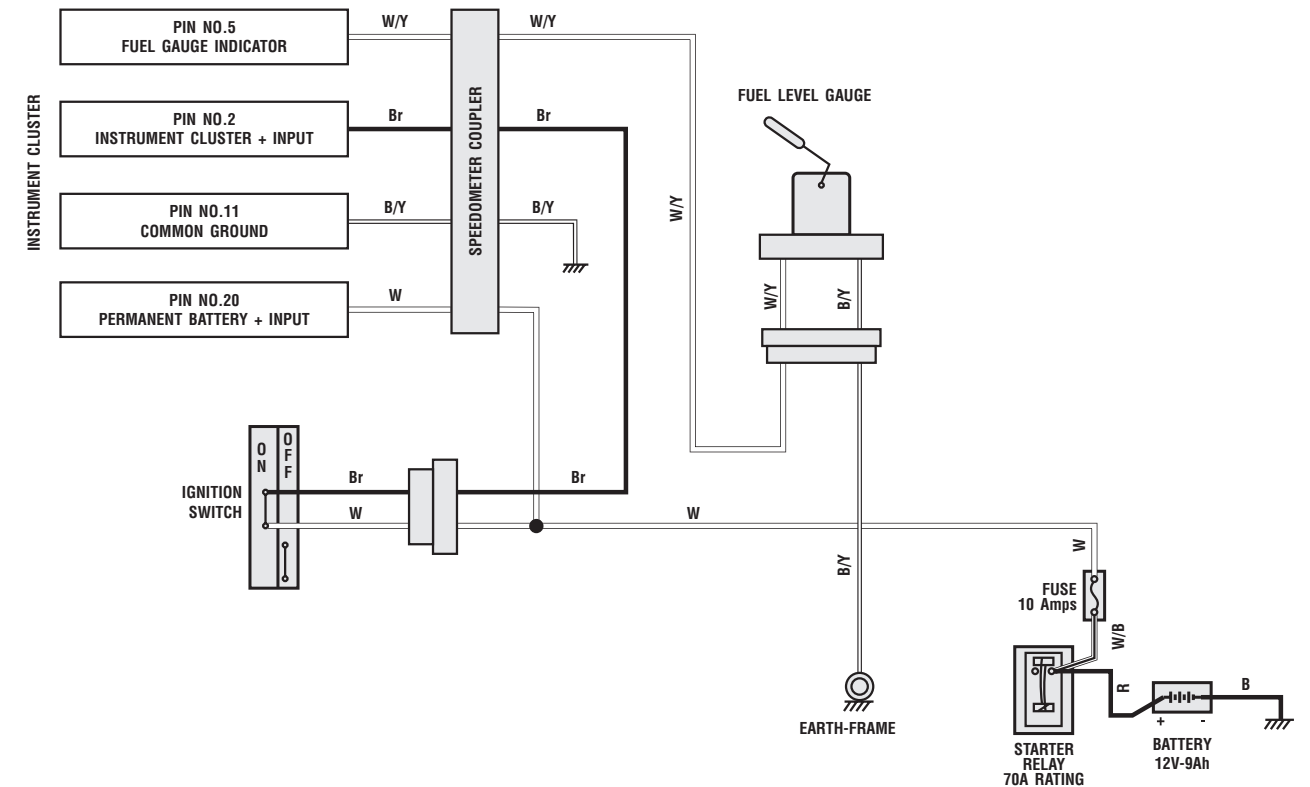 PIN NO.5
FUEL GAUGE INDICATOR
W/Y
W/Y
INSTRUMENT CLUSTER
PIN NO.2
INSTRUMENT CLUSTER + INPUT
Br
Br
SPEEDOMETER COUPLER
PIN NO.11
COMMON GROUND
B/Y
B/Y
PIN NO.20
PERMANENT BATTERY + INPUT
W
FUEL LEVEL GAUGE
W/Y
W/Y
B/Y
ON
OFF
IGNITION
SWITCH
Br
Br
W
W
B/Y
W
FUSE
10 Amps
W/B
R
B
+
-
EARTH-FRAME
STARTER
RELAY
70A RATING
BATTERY
12V-9Ah